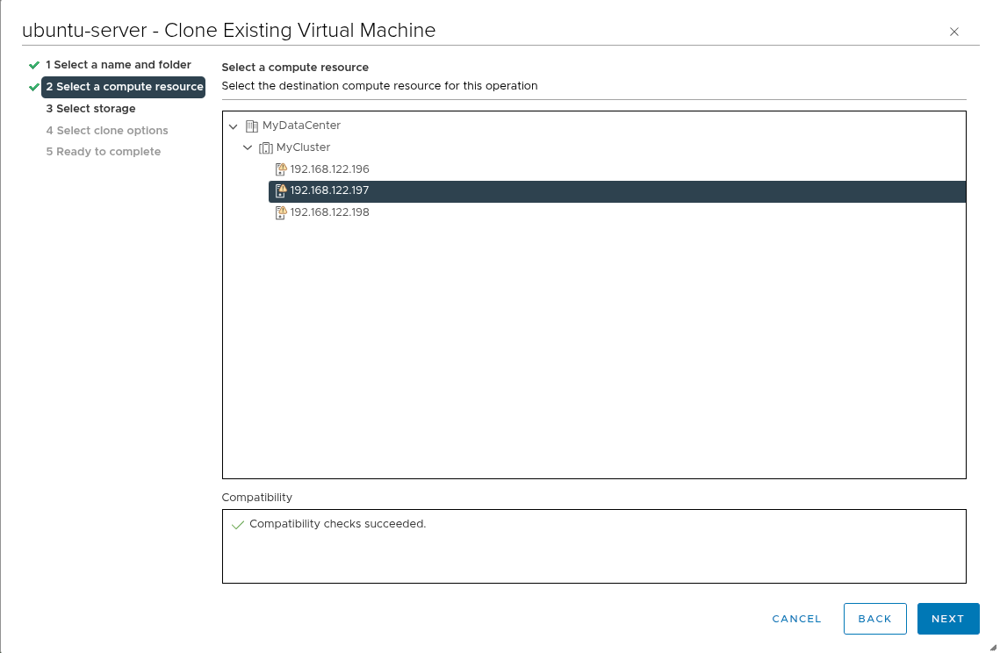 ubuntu-server - Clone Existing Virtual Machine
1 Select a name and folder
2 Select a compute resource
3 Select storage
4 Select clone options
5 Ready to complete
Select a compute resource
Select the destination compute resource for this operation
MyDataCenter
MyCluster
192.168.122.196
192.168.122.197
192.168.122.198
Compatibility
Compatibility checks succeeded.
CANCEL
BACK
NEXT